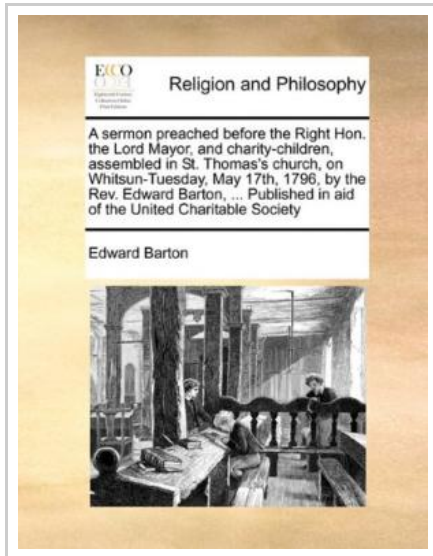 ECCO
Religion and Philosophy
A sermon preached before the Right Hon.
the Lord Mayor, and charity-children,
assembled in St. Thomas's church, on
Whitsun-Tuesday, May 17th, 1796, by the
Rev. Edward Barton, ... Published in aid
of the United Charitable Society
Edward Barton